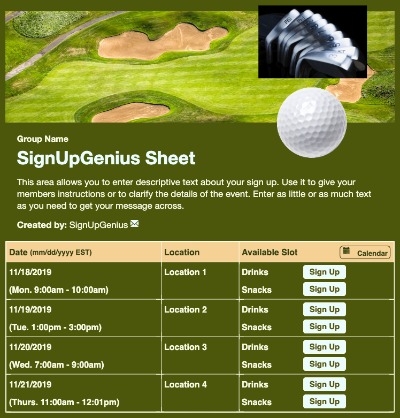 Group Name
SignUpGenius Sheet
This area allows you to enter descriptive text about your sign up. Use it to give your
members instructions or to clarify the details of the event. Enter as little or as much text
as you need to get your message across.
Created by: SignUpGenius
Date (mm/dd/yyyy EST) Location Available Slot Calendar
11/18/2019 Location 1 Drinks Sign Up
(Mon. 9:00am - 10:00am) Snacks Sign Up
11/19/2019 Location 2 Drinks Sign Up
(Tue. 1:00pm - 3:00pm) Snacks Sign Up
11/20/2019 Location 3 Drinks Sign Up
(Wed. 7:00am - 9:00am) Snacks Sign Up
11/21/2019 Location 4 Drinks Sign Up
(Thurs. 11:00am - 12:01pm) Snacks Sign Up